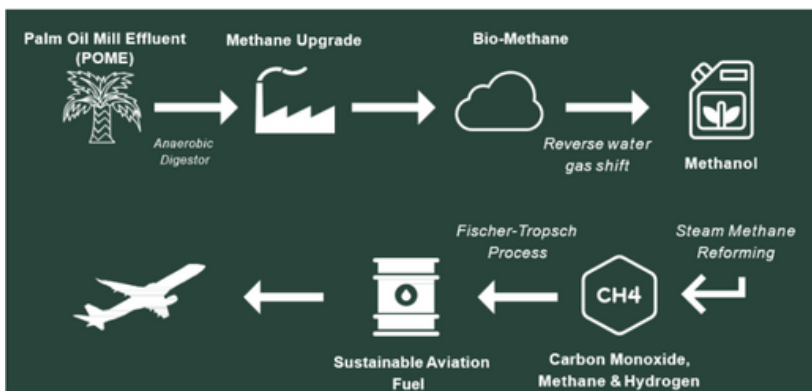 Palm Oil Mill Effluent
(POME)
Methane Upgrade
Bio-Methane
Anaerobic
Digestor
Reverse water
gas shift
Methanol
Fischer-Tropsch
Process
Steam Methane
Reforming
CH4
Sustainable Aviation
Fuel
Carbon Monoxide,
Methane & Hydrogen